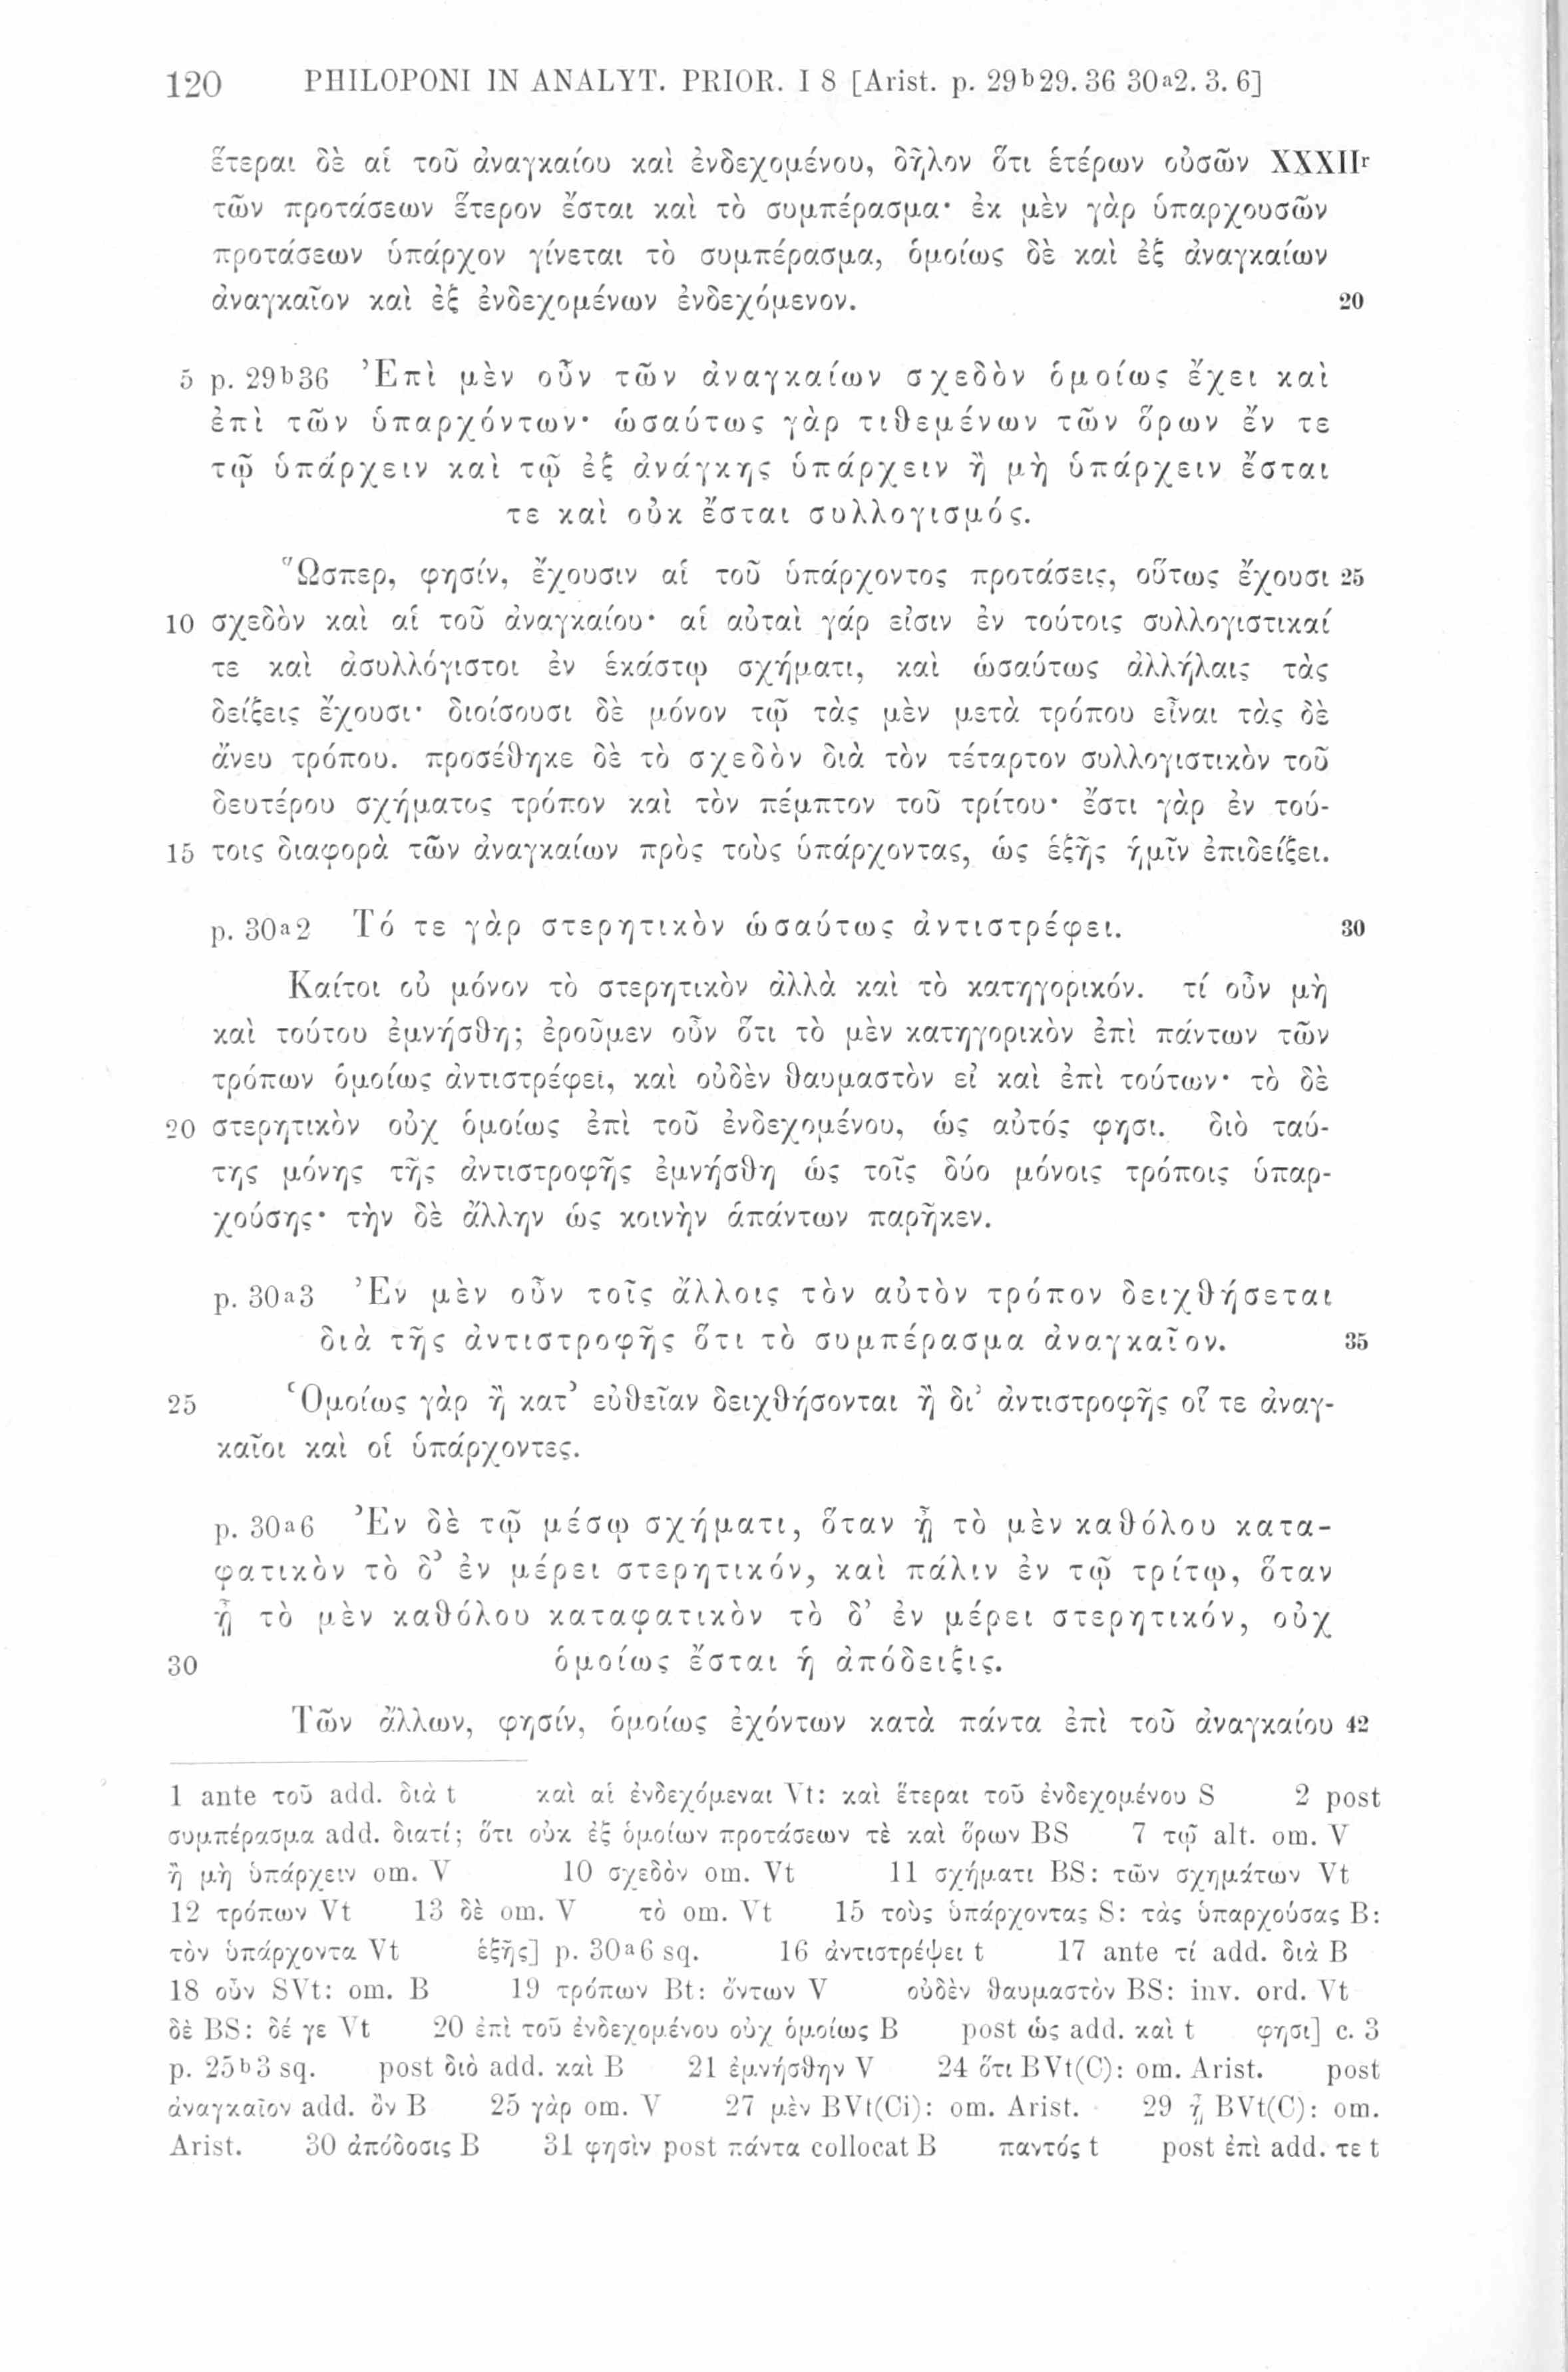 120 PHILOPONI IN ANALYT. PRIOR. I 8 [Arist. p. 29b29. 36 30a2. 3. 6]
ἕτεραι δὲ αἱ τοῦ ἀναγκαίου καὶ ἐνδεχομένου, δῆλον ὅτι ἑτέρων οὐσῶν XXXIIr
τῶν προτάσεων ἕτερον ἔσται καὶ τὸ συμπέρασμα· ἐκ μὲν γὰρ ὑπαρχουσῶν
προτάσεων ὑπάρχον γίνεται τὸ συμπέρασμα, ὁμοίως δὲ καὶ ἐξ ἀναγκαίων
ἀναγκαῖον καὶ ἐξ ἐνδεχομένων ἐνδεχόμενον. 20
5 p. 29b36 Ἐπὶ μὲν οὖν τῶν ἀναγκαίων σχεδὸν ὁμοίως ἔχει καὶ
ἐπὶ τῶν ὑπαρχόντων· ὡσαύτως γὰρ τιθεμένων τῶν ὅρων ἔν τε
τῷ ὑπάρχειν καὶ τῷ ἐξ ἀνάγκης ὑπάρχειν ἢ μὴ ὑπάρχειν ἔσται
τε καὶ οὐκ ἔσται συλλογισμός.
Ὥσπερ, φησίν, ἔχουσιν αἱ τοῦ ὑπάρχοντος προτάσεις, οὕτως ἔχουσι 25
10 σχεδὸν καὶ αἱ τοῦ ἀναγκαίου· αἱ αὐταὶ γάρ εἰσιν ἐν τούτοις συλλογιστικαί
τε καὶ ἀσυλλόγιστοι ἐν ἑκάστῳ σχήματι, καὶ ὡσαύτως ἀλλήλαις τὰς
δείξεις ἔχουσι· διοίσουσι δὲ μόνον τῷ τὰς μὲν μετὰ τρόπου εἶναι τὰς δὲ
ἄνευ τρόπου. προσέθηκε δὲ τὸ σχεδὸν διὰ τὸν τέταρτον συλλογιστικὸν τοῦ
δευτέρου σχήματος τρόπον καὶ τὸν πέμπτον τοῦ τρίτου· ἔστι γὰρ ἐν τού-
15 τοις διαφορὰ τῶν ἀναγκαίων πρὸς τοὺς ὑπάρχοντας, ὡς ἑξῆς ἡμῖν ἐπιδείξει.
p. 30a2 Τό τε γὰρ στερητικὸν ὡσαύτως ἀντιστρέφει. 30
Καίτοι οὐ μόνον τὸ στερητικὸν ἀλλὰ καὶ τὸ κατηγορικόν. τί οὖν μὴ
καὶ τούτου ἐμνήσθη; ἐροῦμεν οὖν ὅτι τὸ μὲν κατηγορικὸν ἐπὶ πάντων τῶν
τρόπων ὁμοίως ἀντιστρέφει, καὶ οὐδὲν θαυμαστὸν εἰ καὶ ἐπὶ τούτων· τὸ δὲ
20 στερητικὸν οὐχ ὁμοίως ἐπὶ τοῦ ἐνδεχομένου, ὡς αὐτός φησι. διὸ ταύ-
της μόνης τῆς ἀντιστροφῆς ἐμνήσθη ὡς τοῖς δύο μόνοις τρόποις ὑπαρ-
χούσης· τὴν δὲ ἄλλην ὡς κοινὴν ἁπάντων παρῆκεν.
p. 30a3 Ἐν μὲν οὖν τοῖς ἄλλοις τὸν αὐτὸν τρόπον δειχθήσεται
διὰ τῆς ἀντιστροφῆς ὅτι τὸ συμπέρασμα ἀναγκαῖον. 35
25 Ὁμοίως γὰρ ἢ κατ’ εὐθεῖαν δειχθήσονται ἢ δι’ ἀντιστροφῆς οἵ τε ἀναγ-
καῖοι καὶ οἱ ὑπάρχοντες.
p. 30a6 Ἐν δὲ τῷ μέσῳ σχήματι, ὅταν ᾖ τὸ μὲν καθόλου κατα-
φατικὸν τὸ δ’ ἐν μέρει στερητικόν, καὶ πάλιν ἐν τῷ τρίτῳ, ὅταν
ᾖ τὸ μὲν καθόλου καταφατικὸν τὸ δ’ ἐν μέρει στερητικόν, οὐχ
30 ὁμοίως ἔσται ἡ ἀπόδειξις.
Τῶν ἄλλων, φησίν, ὁμοίως ἐχόντων κατὰ πάντα ἐπὶ τοῦ ἀναγκαίου 42
1 ante τοῦ add. διὰ t καὶ αἱ ἐνδεχόμεναι Vt: καὶ ἕτεραι τοῦ ἐνδεχομένου S 2 post
συμπέρασμα add. διατί; ὅτι οὐκ ἐξ ὁμοίων προτάσεων τὲ καὶ ὅρων BS 7 τῷ alt. om. V
ἢ μὴ ὑπάρχειν om. V 10 σχεδὸν om. Vt 11 σχήματι BS: τῶν σχημάτων Vt
12 τρόπων Vt 13 δὲ om. V τὸ om. Vt 15 τοὺς ὑπάρχοντας S: τὰς ὑπαρχούσας B:
τὸν ὑπάρχοντα Vt ἑξῆς] p. 30a6 sq. 16 ἀντιστρέψει t 17 ante τί add. διὰ B
18 οὖν SVt: om. B 19 τρόπων Bt: ὄντων V οὐδὲν θαυμαστὸν BS: inv. ord. Vt
δὲ BS: δέ γε Vt 20 ἐπὶ τοῦ ἐνδεχομένου οὐχ ὁμοίως B post ὡς add. καὶ t φησι] c. 3
p. 25b3 sq. post διὸ add. καὶ B 21 ἐμνήσθην V 24 ὅτι BVt(C): om. Arist. post
ἀναγκαῖον add. ὂν B 25 γὰρ om. V 27 μὲν BVt(Ci): om. Arist. 29 ᾖ BVt(C): om.
Arist. 30 ἀπόδοσις B 31 φησὶν post πάντα collocat B παντός t post ἐπὶ add. τε t